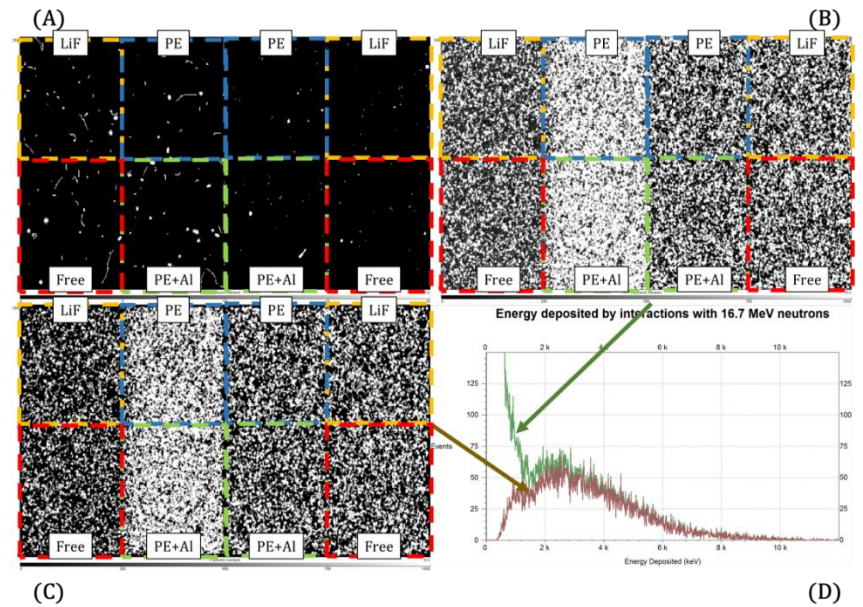 (A)
(B)
LiF PE PE LiF
LiF PE PE LiF
Free PE+Al PE+Al Free
Free PE+Al PE+Al Free
LiF PE PE LiF
Energy deposited by interactions with 16.7 MeV neutrons
0 2 k 4 k 6 k 8 k 10 k
125 125
100 100
75 75
Events
50 50
25 25
0 0
0 2 k 4 k 6 k 8 k 10 k
Energy Deposited (keV)
Free PE+Al PE+Al Free
(C)
(D)